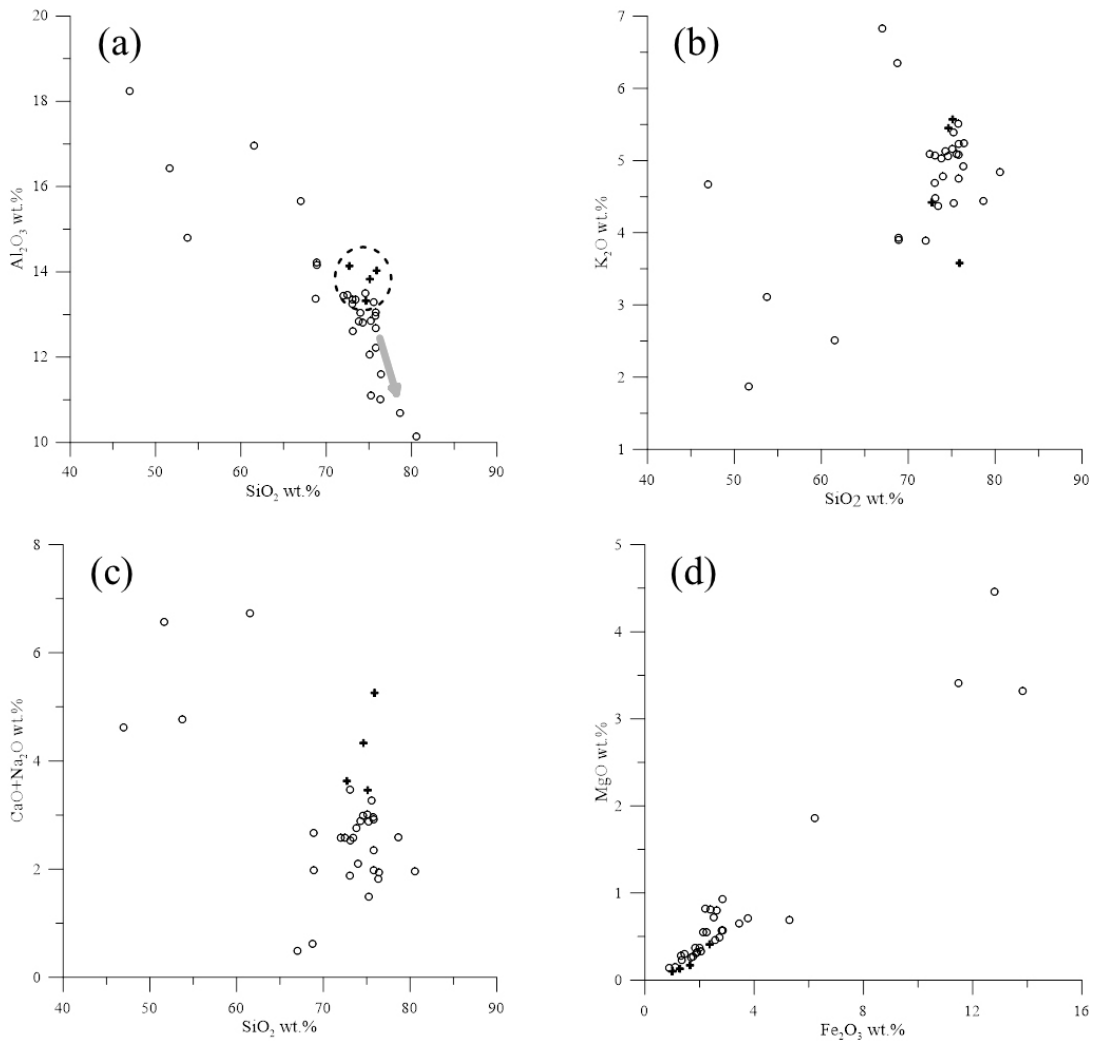 (a)
20
18
16
14
12
10
Al₂O₃ wt.%
40 50 60 70 80 90
SiO₂ wt.%
(b)
7
6
5
4
3
2
1
K₂O wt.%
40 50 60 70 80 90
SiO2 wt.%
(c)
8
6
4
2
0
CaO+Na₂O wt.%
40 50 60 70 80 90
SiO₂ wt.%
(d)
5
4
3
2
1
0
MgO wt.%
0 4 8 12 16
Fe₂O₃ wt.%